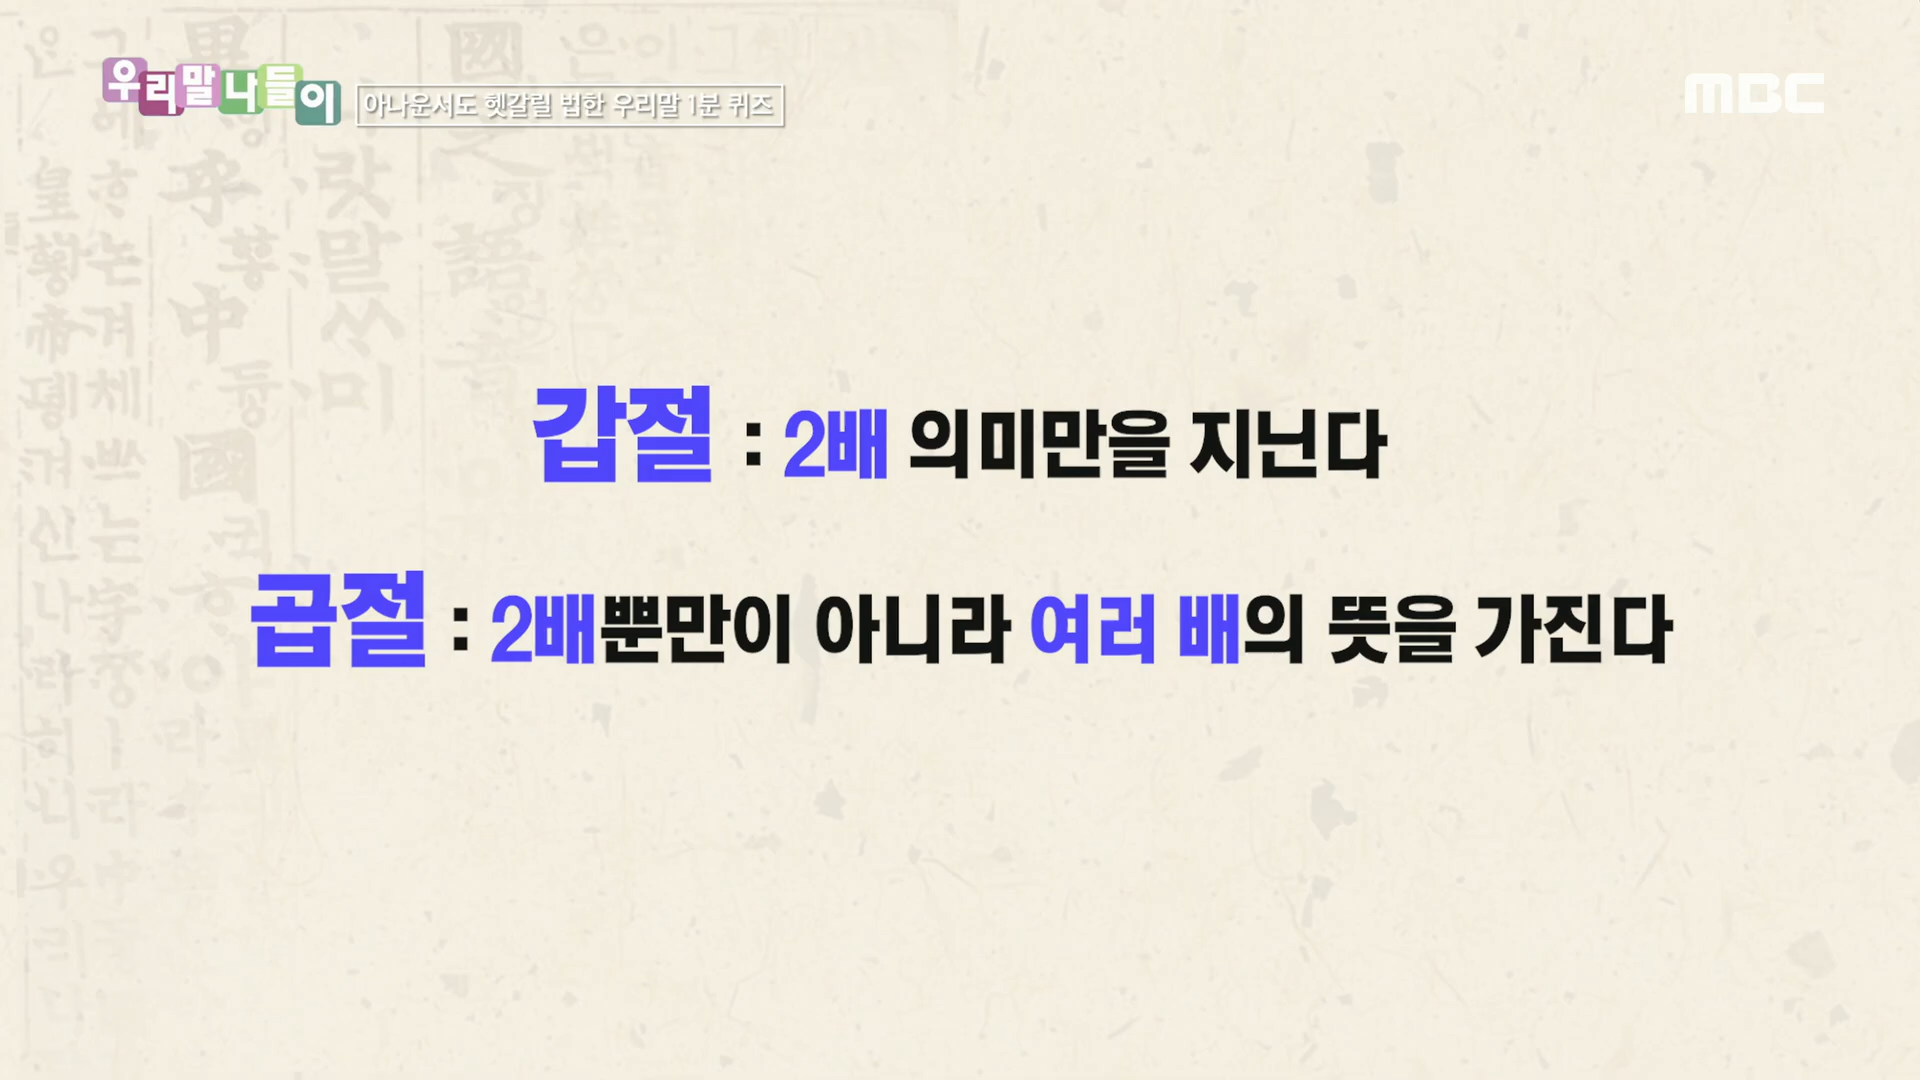 우리말 나들이
아나운서도 헷갈릴 법한 우리말 1분 퀴즈
MBC
갑절 : 2배 의미만을 지닌다
곱절 : 2배뿐만이 아니라 여러 배의 뜻을 가진다